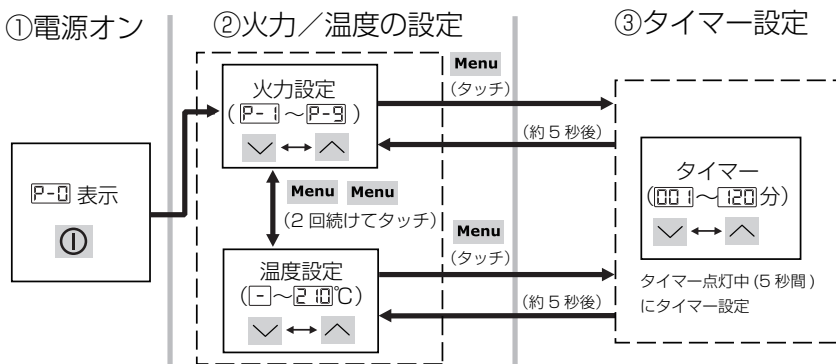 ①電源オン
②火力／温度の設定
③タイマー設定
P-0 表示
火力設定
(P-1～P-9)
Menu
(タッチ)
(約5秒後)
Menu Menu
(2回続けてタッチ)
温度設定
(-～210℃)
Menu
(タッチ)
(約5秒後)
タイマー
(001～120分)
タイマー点灯中(5秒間)
にタイマー設定